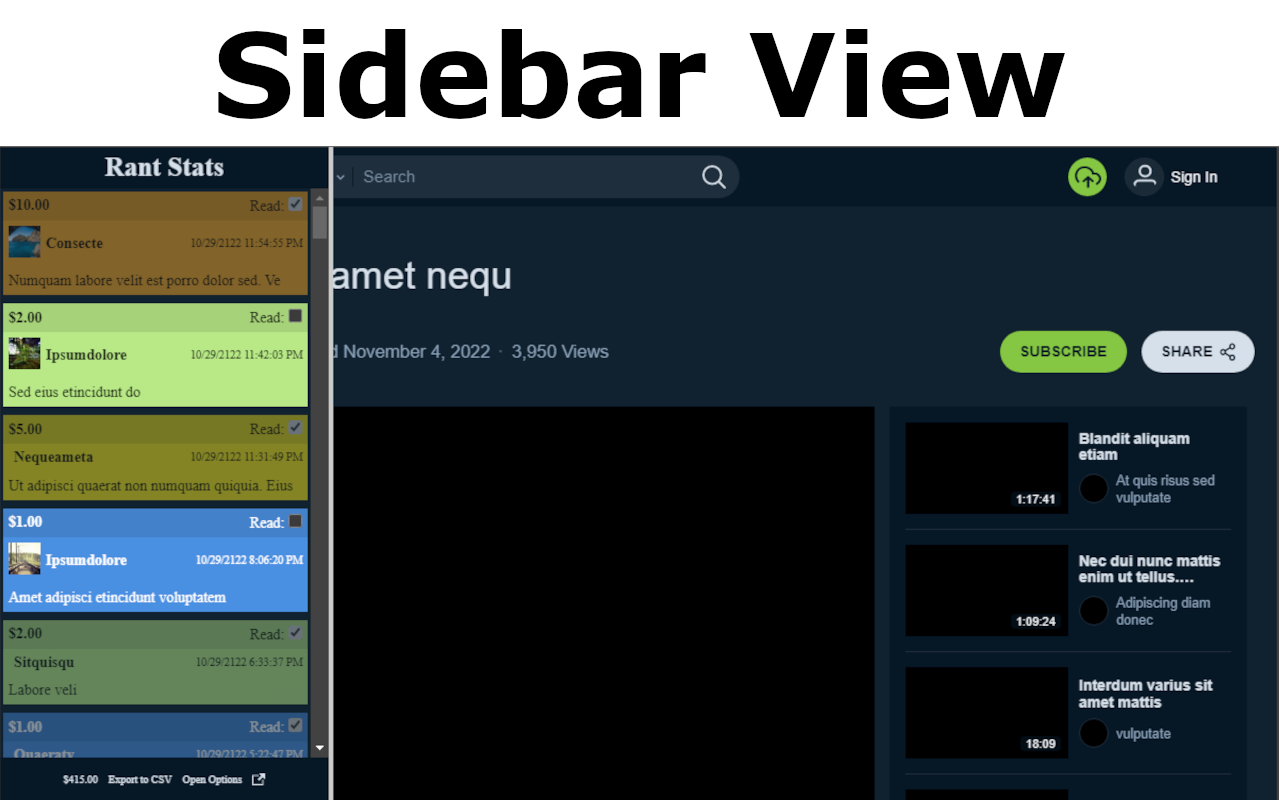 Sidebar View
Rant Stats
$10.00 Read:
Consecte 10/29/2122 11:54:55 PM
Numquam labore velit est porro dolor sed. Ve
$2.00 Read:
Ipsumdolore 10/29/2122 11:42:03 PM
Sed eius etincidunt do
$5.00 Read:
Nequeameta 10/29/2122 11:31:49 PM
Ut adipisci quaerat non numquam quiquia. Eius
$1.00 Read:
Ipsumdolore 10/29/2122 8:06:20 PM
Amet adipisci etincidunt voluptatem
$2.00 Read:
Sitquisqu 10/29/2122 6:33:37 PM
Labore veli
$1.00 Read:
Quaeratv 10/29/2122 5:22:47 PM
$415.00 Export to CSV Open Options
Search
Sign In
amet nequ
d November 4, 2022 · 3,950 Views
SUBSCRIBE
SHARE
Blandit aliquam
etiam
At quis risus sed
vulputate
1:17:41
Nec dui nunc mattis
enim ut tellus....
Adipiscing diam
donec
1:09:24
Interdum varius sit
amet mattis
vulputate
18:09